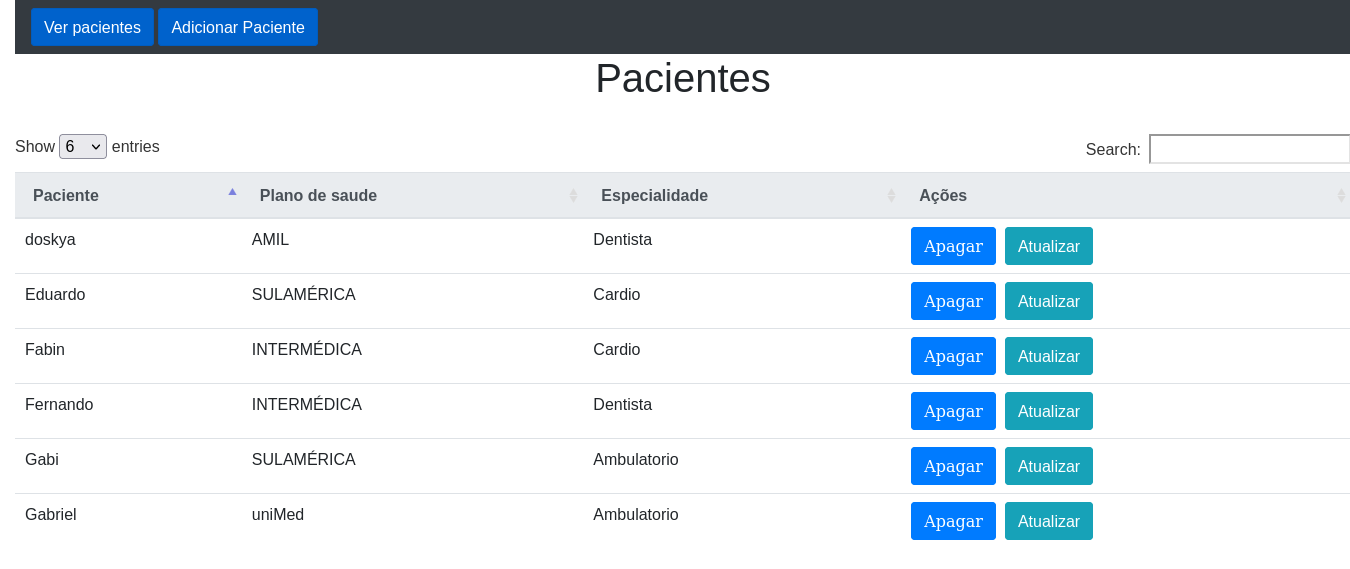 Ver pacientes Adicionar Paciente
Pacientes
Show 6 entries Search:
Paciente Plano de saude Especialidade Ações
doskya AMIL Dentista Apagar Atualizar
Eduardo SULAMÉRICA Cardio Apagar Atualizar
Fabin INTERMÉDICA Cardio Apagar Atualizar
Fernando INTERMÉDICA Dentista Apagar Atualizar
Gabi SULAMÉRICA Ambulatorio Apagar Atualizar
Gabriel uniMed Ambulatorio Apagar Atualizar